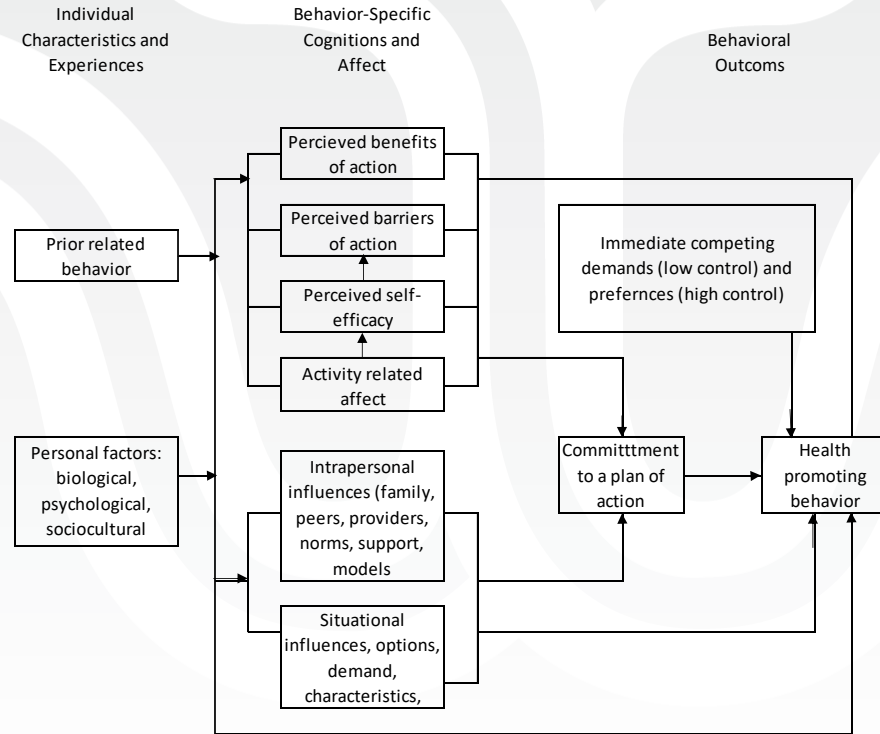 Individual
Characteristics and
Experiences
Behavior-Specific
Cognitions and
Affect
Behavioral
Outcoms
Percieved benefits
of action
Perceived barriers
of action
Perceived self-
efficacy
Activity related
affect
Prior related
behavior
Personal factors:
biological,
psychological,
sociocultural
Intrapersonal
influences (family,
peers, providers,
norms, support,
models
Situational
influences, options,
demand,
characteristics,
Immediate competing
demands (low control) and
prefernces (high control)
Committtment
to a plan of
action
Health
promoting
behavior